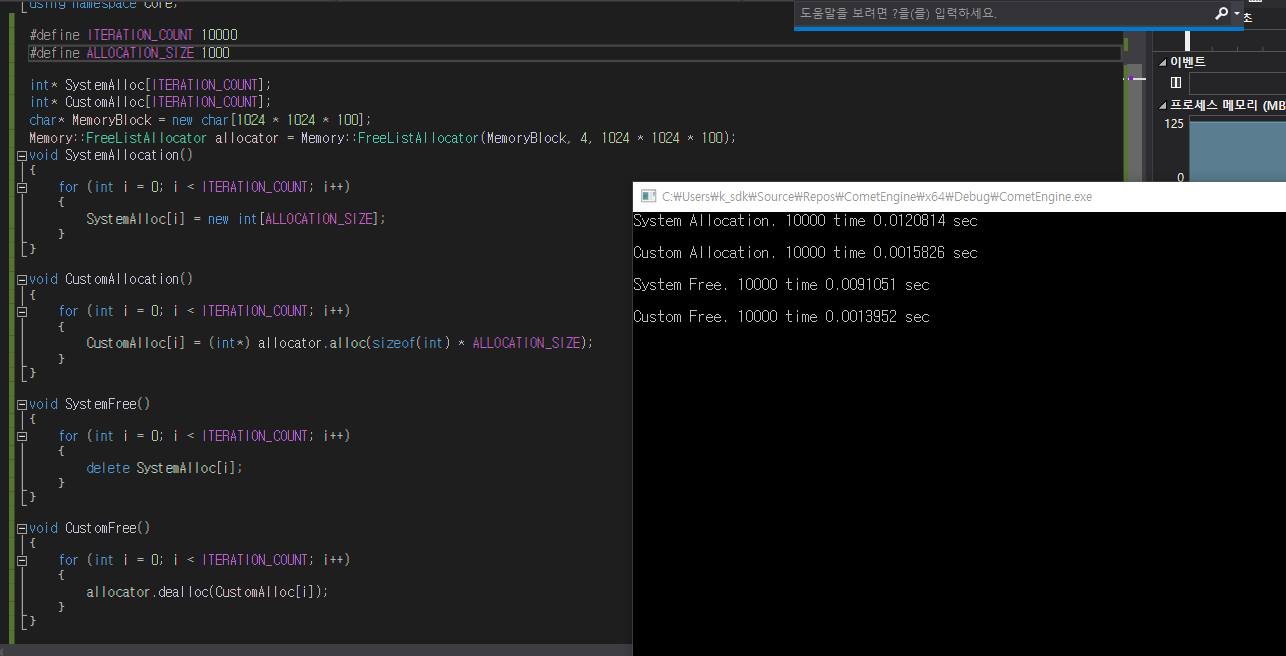 using namespace core;
#define ITERATION_COUNT 10000
#define ALLOCATION_SIZE 1000
int* SystemAlloc[ITERATION_COUNT];
int* CustomAlloc[ITERATION_COUNT];
char* MemoryBlock = new char[1024 * 1024 * 100];
Memory::FreeListAllocator allocator = Memory::FreeListAllocator(MemoryBlock, 4, 1024 * 1024 * 100);
void SystemAllocation()
{
for (int i = 0; i < ITERATION_COUNT; i++)
{
SystemAlloc[i] = new int[ALLOCATION_SIZE];
}
}
void CustomAllocation()
{
for (int i = 0; i < ITERATION_COUNT; i++)
{
CustomAlloc[i] = (int*) allocator.alloc(sizeof(int) * ALLOCATION_SIZE);
}
}
void SystemFree()
{
for (int i = 0; i < ITERATION_COUNT; i++)
{
delete SystemAlloc[i];
}
}
void CustomFree()
{
for (int i = 0; i < ITERATION_COUNT; i++)
{
allocator.dealloc(CustomAlloc[i]);
}
}
도움말을 보려면 ?을(를) 입력하세요.
초
이벤트
프로세스 메모리 (MB
125
0
C:₩Users₩k_sdk₩Source₩Repos₩CometEngine₩x64₩Debug₩CometEngine.exe
System Allocation. 10000 time 0.0120814 sec
Custom Allocation. 10000 time 0.0015826 sec
System Free. 10000 time 0.0091051 sec
Custom Free. 10000 time 0.0013952 sec